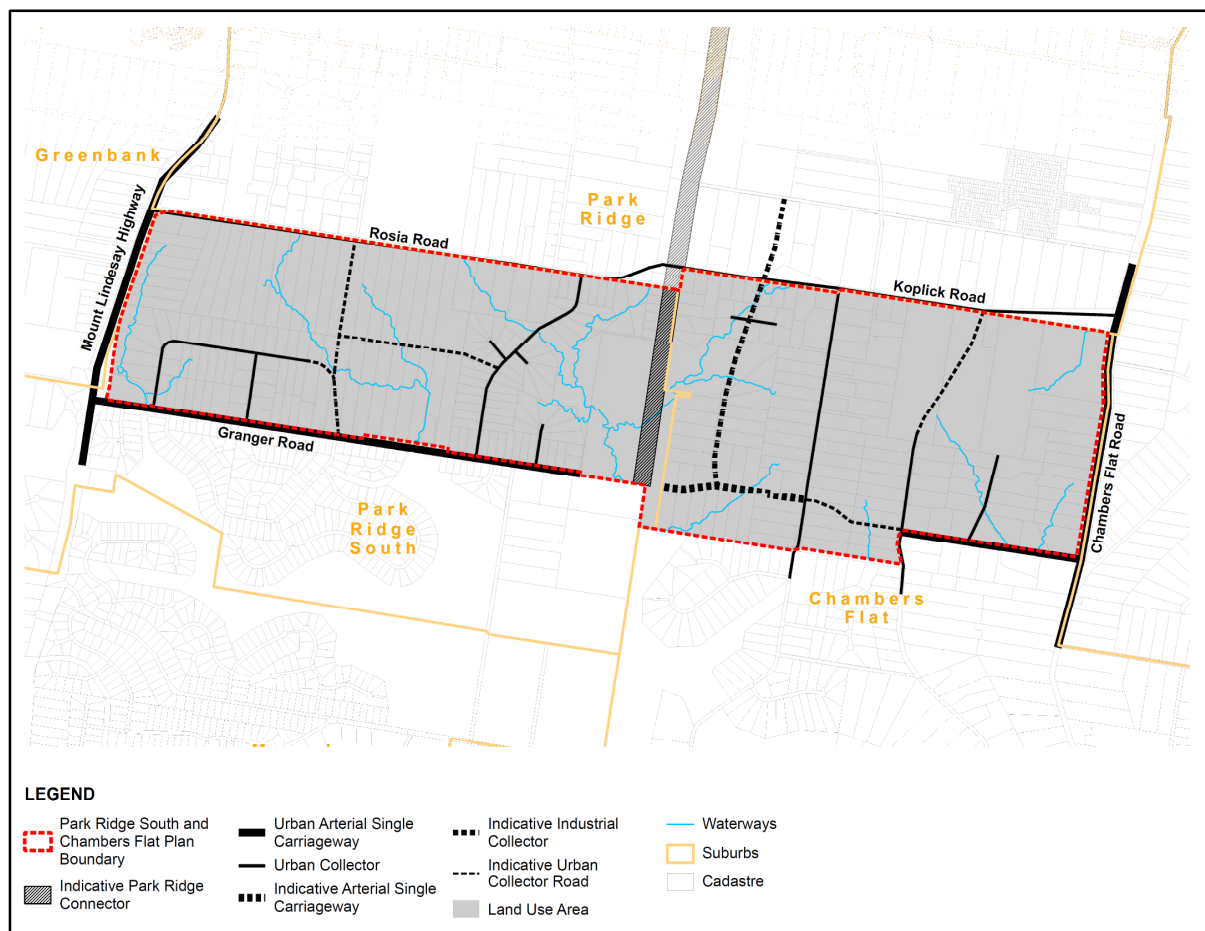 Greenbank
Mount Lindesay Highway
Park
Ridge
Rosia Road
Koplick Road
Granger Road
Chambers Flat Road
Park
Ridge
South
Chambers
Flat
LEGEND
Park Ridge South and
Chambers Flat Plan
Boundary
Indicative Park Ridge
Connector
Urban Arterial Single
Carriageway
Urban Collector
Indicative Arterial Single
Carriageway
Indicative Industrial
Collector
Indicative Urban
Collector Road
Land Use Area
Waterways
Suburbs
Cadastre